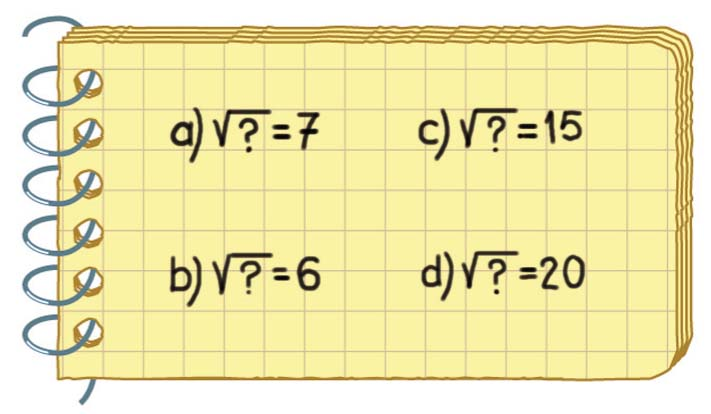 a) √? = 7
b) √? = 6
c) √? = 15
d) √? = 20